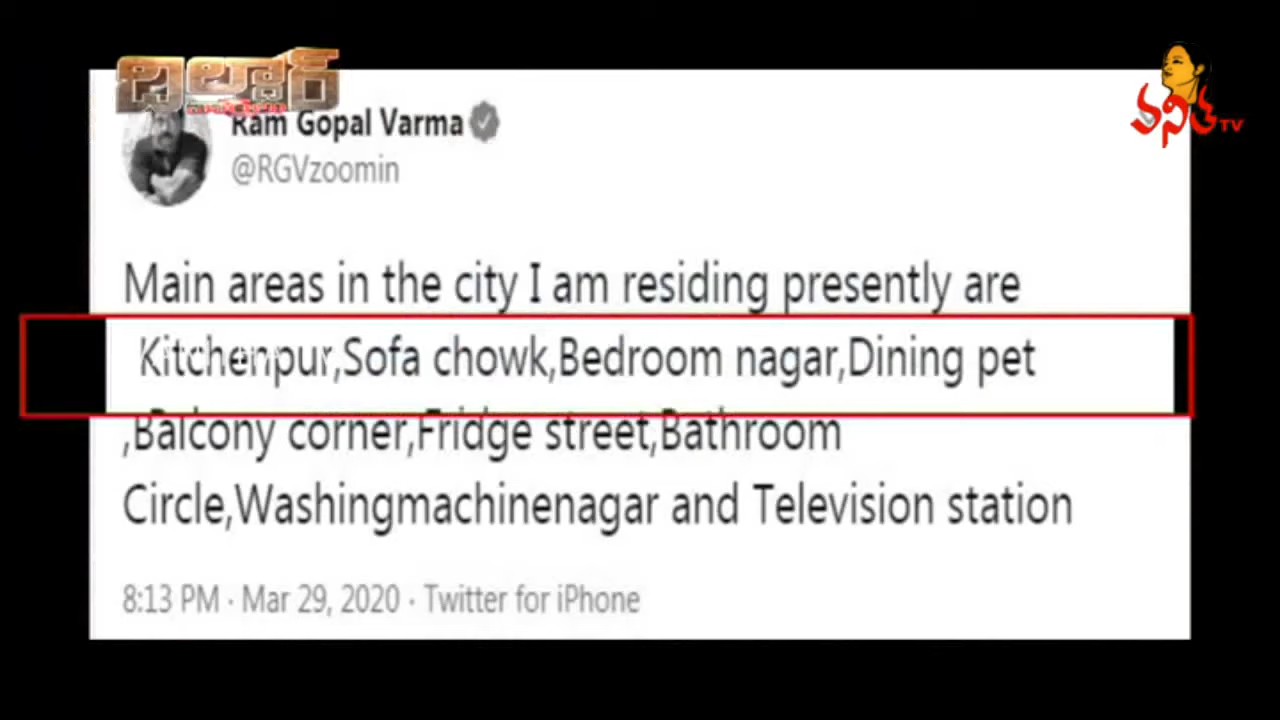 వనిత TV
Ram Gopal Varma
@RGVzoomin
Main areas in the city I am residing presently are
Kitchenpur,Sofa chowk,Bedroom nagar,Dining pet
,Balcony corner,Fridge street,Bathroom
Circle,Washingmachinenagar and Television station
8:13 PM · Mar 29, 2020 · Twitter for iPhone